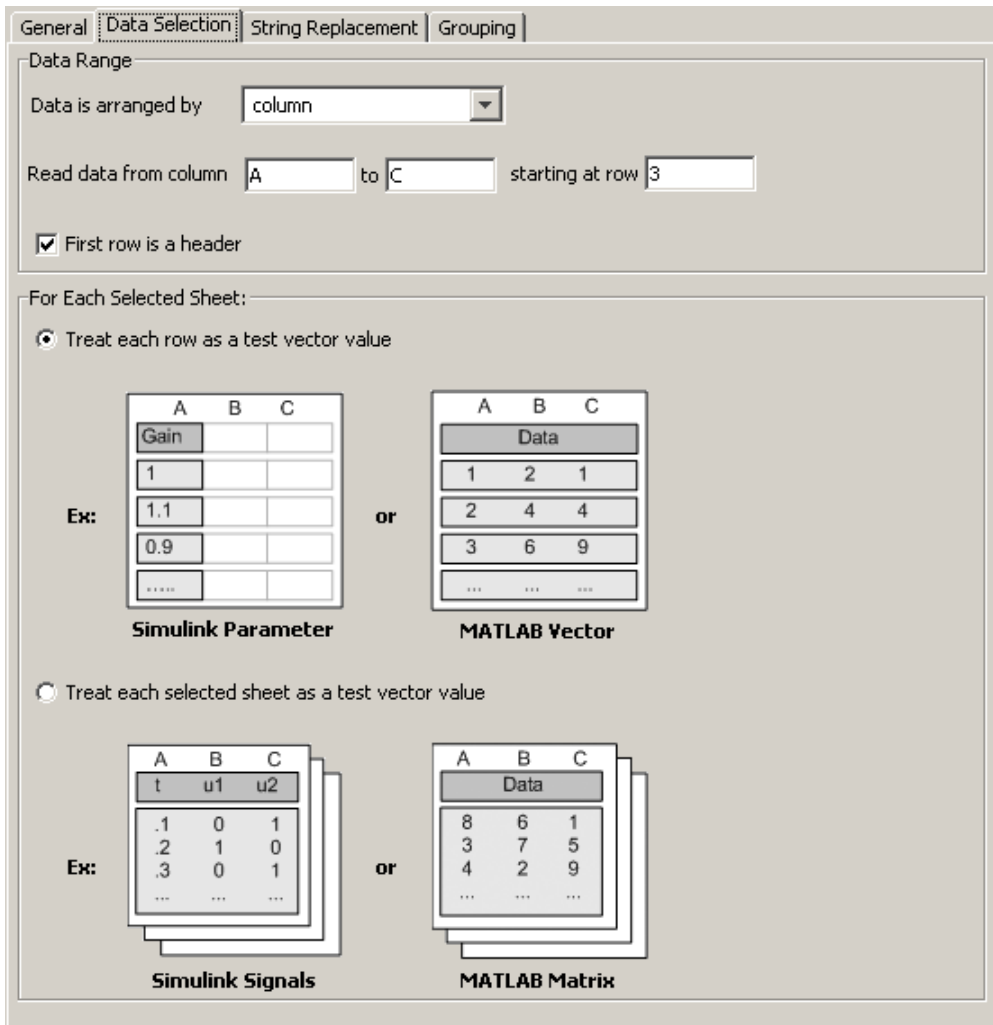 General Data Selection String Replacement Grouping
Data Range
Data is arranged by column
Read data from column A to C starting at row 3
First row is a header
For Each Selected Sheet:
Treat each row as a test vector value
Ex:
A B C
Gain
1
1.1
0.9
.....
Simulink Parameter
or
A B C
Data
1 2 1
2 4 4
3 6 9
... ... ...
MATLAB Vector
Treat each selected sheet as a test vector value
Ex:
A B C
t u1 u2
.1 0 1
.2 1 0
.3 0 1
... ... ...
Simulink Signals
or
A B C
Data
8 6 1
3 7 5
4 2 9
... ... ...
MATLAB Matrix